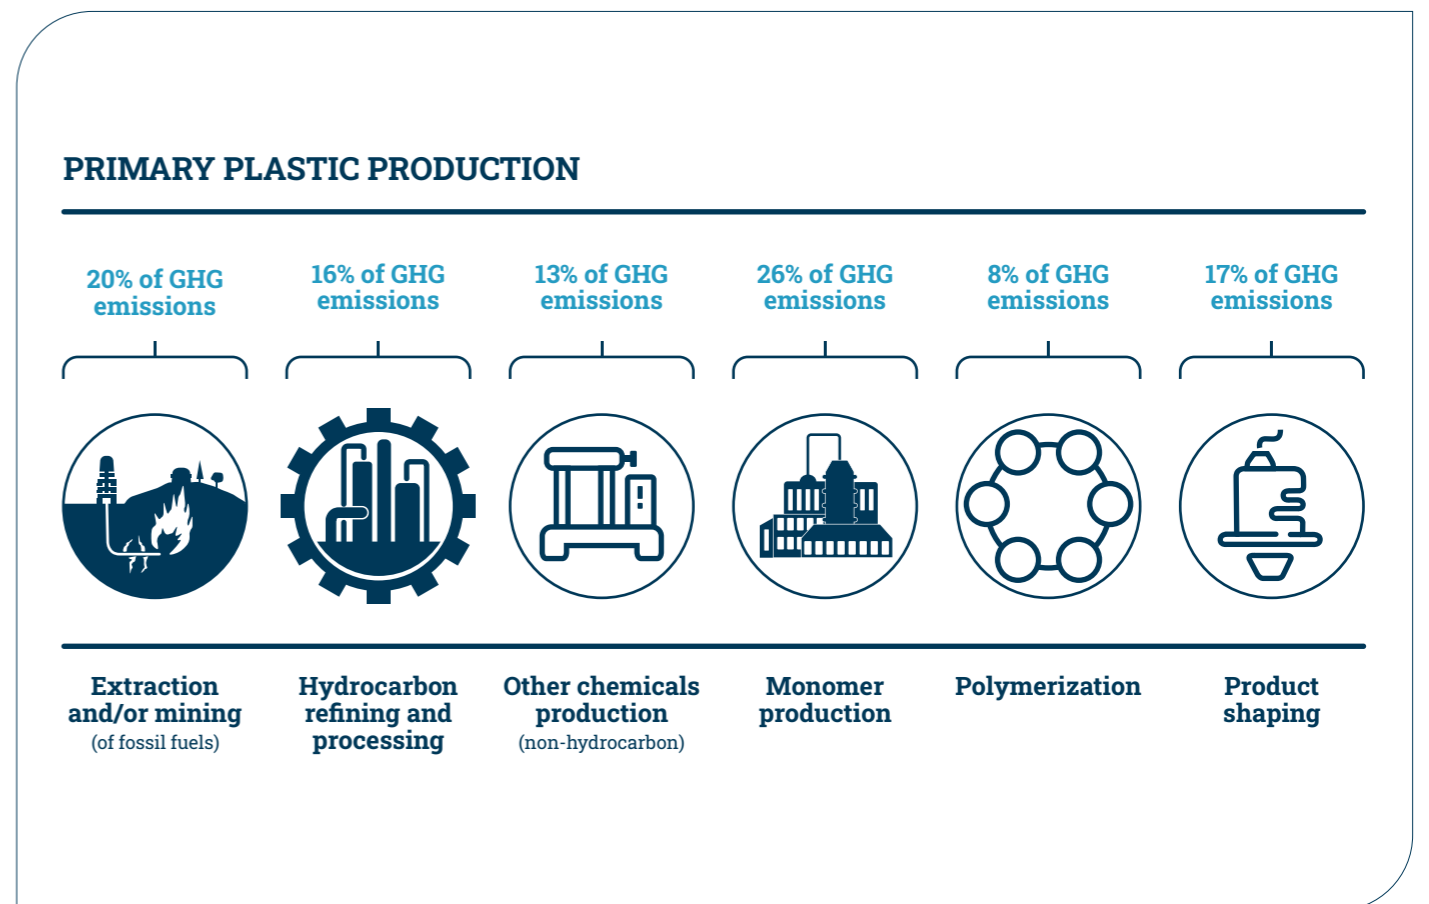 PRIMARY PLASTIC PRODUCTION
20% of GHG
emissions
16% of GHG
emissions
13% of GHG
emissions
26% of GHG
emissions
8% of GHG
emissions
17% of GHG
emissions
Extraction
and/or mining
(of fossil fuels)
Hydrocarbon
refining and
processing
Other chemicals
production
(non-hydrocarbon)
Monomer
production
Polymerization
Product
shaping